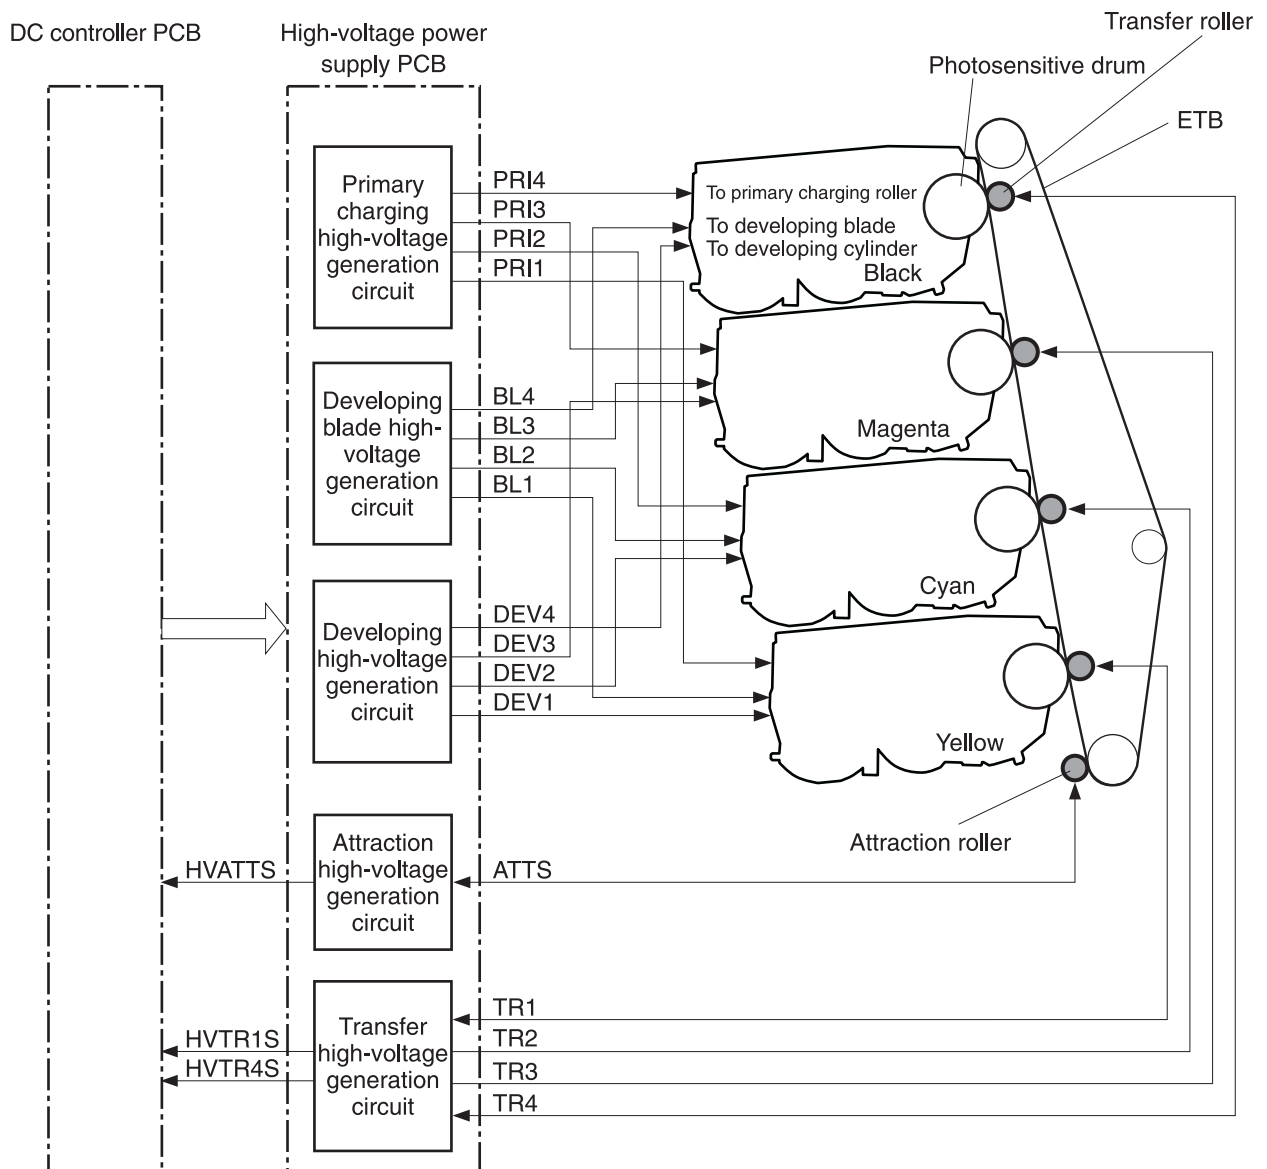 DC controller PCB
High-voltage power
supply PCB
Transfer roller
Photosensitive drum
ETB
Primary
charging
high-voltage
generation
circuit
PRI4
PRI3
PRI2
PRI1
To primary charging roller
To developing blade
To developing cylinder
Black
Developing
blade high-
voltage
generation
circuit
BL4
BL3
BL2
BL1
Magenta
Cyan
Developing
high-voltage
generation
circuit
DEV4
DEV3
DEV2
DEV1
Yellow
Attraction roller
Attraction
high-voltage
generation
circuit
HVATTS
ATTS
Transfer
high-voltage
generation
circuit
HVTR1S
HVTR4S
TR1
TR2
TR3
TR4